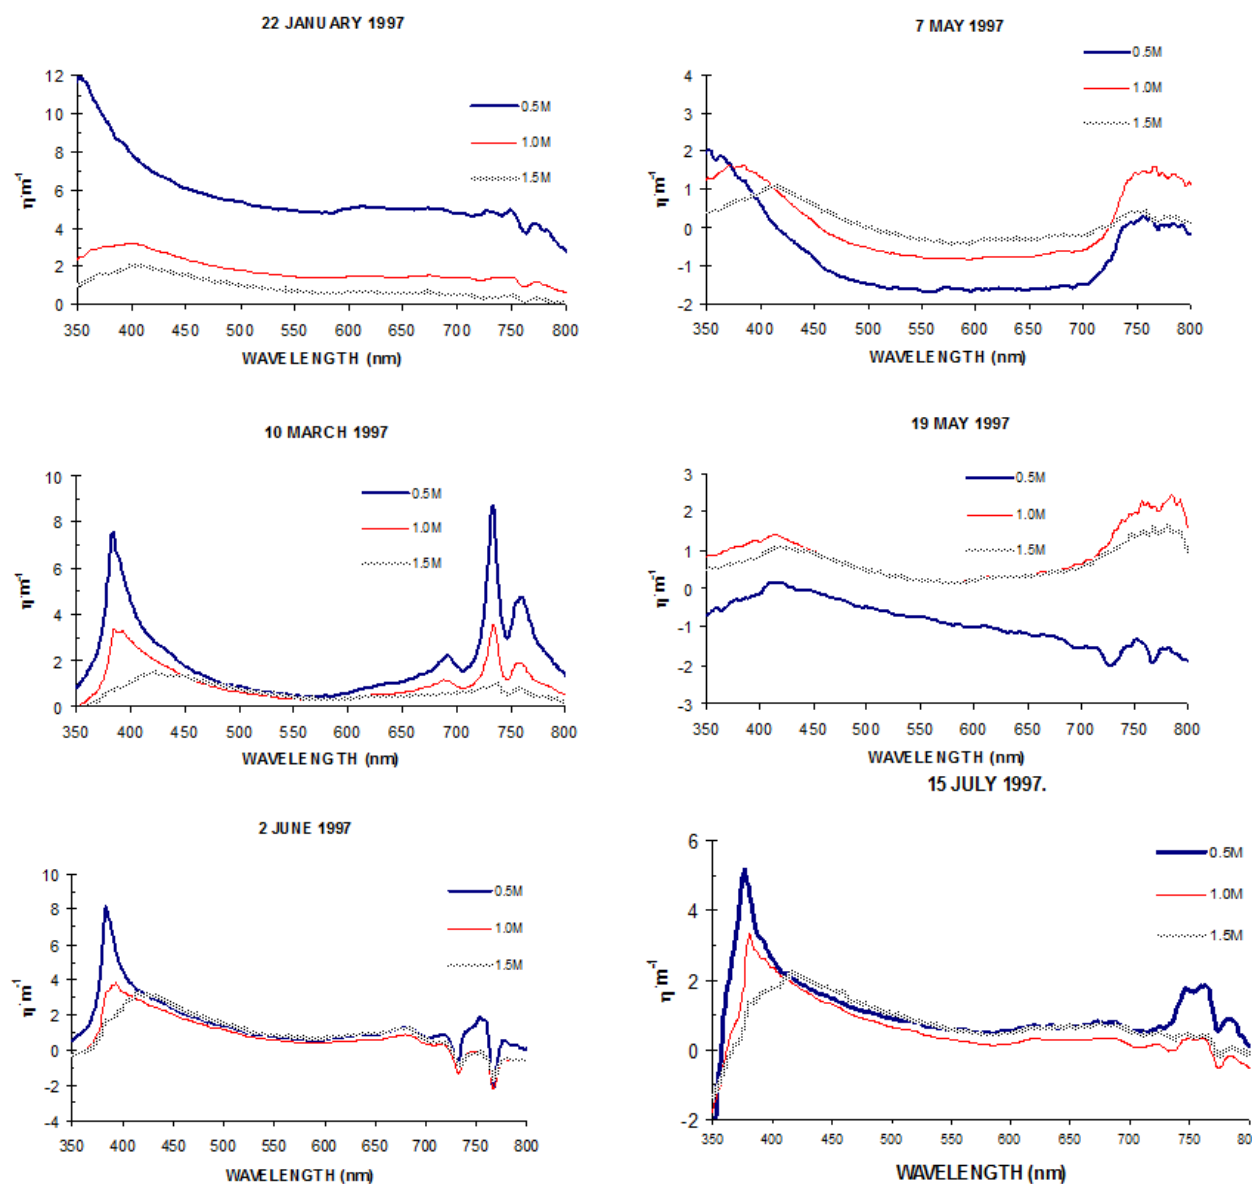 22 JANUARY 1997
12
10
8
6
4
2
0
η m⁻¹
0.5M
1.0M
1.5M
350 400 450 500 550 600 650 700 750 800
WAVELENGTH (nm)
7 MAY 1997
4
3
2
1
0
-1
-2
η m⁻¹
0.5M
1.0M
1.5M
350 400 450 500 550 600 650 700 750 800
WAVELENGTH (nm)
10 MARCH 1997
10
8
6
4
2
0
η m⁻¹
0.5M
1.0M
1.5M
350 400 450 500 550 600 650 700 750 800
WAVELENGTH (nm)
19 MAY 1997
3
2
1
0
-1
-2
-3
η m⁻¹
0.5M
1.0M
1.5M
350 400 450 500 550 600 650 700 750 800
WAVELENGTH (nm)
2 JUNE 1997
10
8
6
4
2
0
-2
-4
η m⁻¹
0.5M
1.0M
1.5M
350 400 450 500 550 600 650 700 750 800
WAVELENGTH (nm)
15 JULY 1997.
6
4
2
0
-2
η m⁻¹
0.5M
1.0M
1.5M
350 400 450 500 550 600 650 700 750
WAVELENGTH (nm)